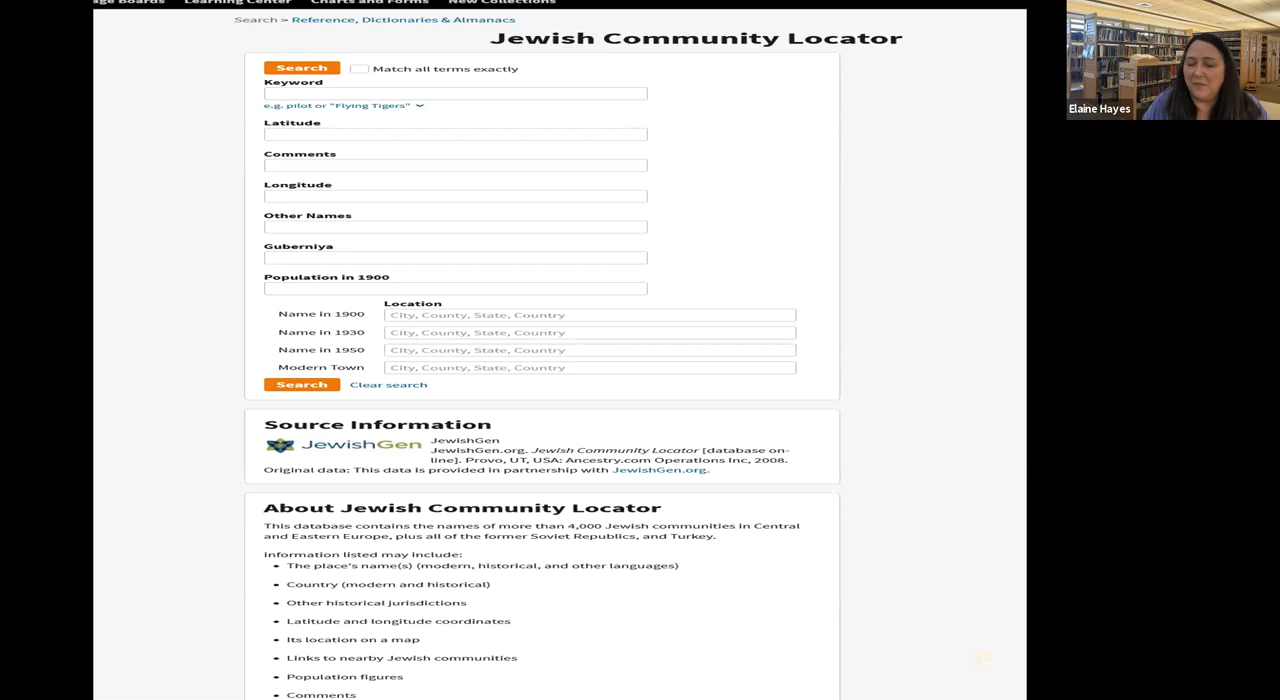 age Boards Learning Center Charts and Forms New Collections
Search > Reference, Dictionaries & Almanacs
Jewish Community Locator
Search Match all terms exactly
Keyword
e.g. pilot or "Flying Tigers"
Latitude
Comments
Longitude
Other Names
Guberniya
Population in 1900
Location
Name in 1900 City, County, State, Country
Name in 1930 City, County, State, Country
Name in 1950 City, County, State, Country
Modern Town City, County, State, Country
Search Clear search
Source Information
JewishGen
JewishGen
JewishGen.org. Jewish Community Locator [database on-
line]. Provo, UT, USA: Ancestry.com Operations Inc, 2008.
Original data: This data is provided in partnership with JewishGen.org.
About Jewish Community Locator
This database contains the names of more than 4,000 Jewish communities in Central
and Eastern Europe, plus all of the former Soviet Republics, and Turkey.
Information listed may include:
• The place's name(s) (modern, historical, and other languages)
• Country (modern and historical)
• Other historical jurisdictions
• Latitude and longitude coordinates
• Its location on a map
• Links to nearby Jewish communities
• Population figures
• Comments
Elaine Hayes